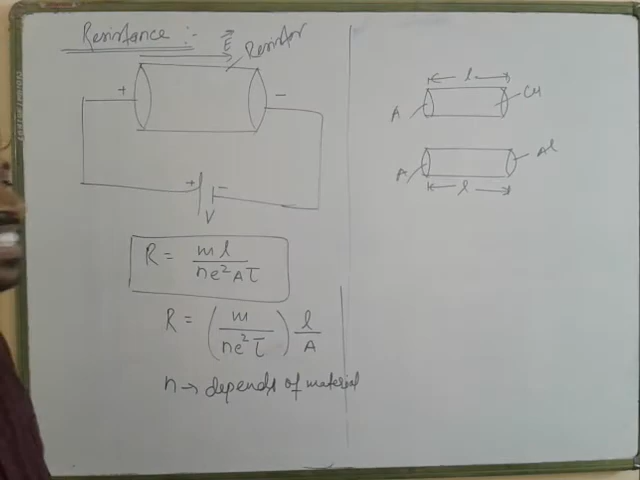 Resistance :-
E
Resistor
+
-
+
-
V
R = ml / ne²Aτ
R = (m / ne²τ) l / A
n → depends of material
l
A
Cu
A
Al
l